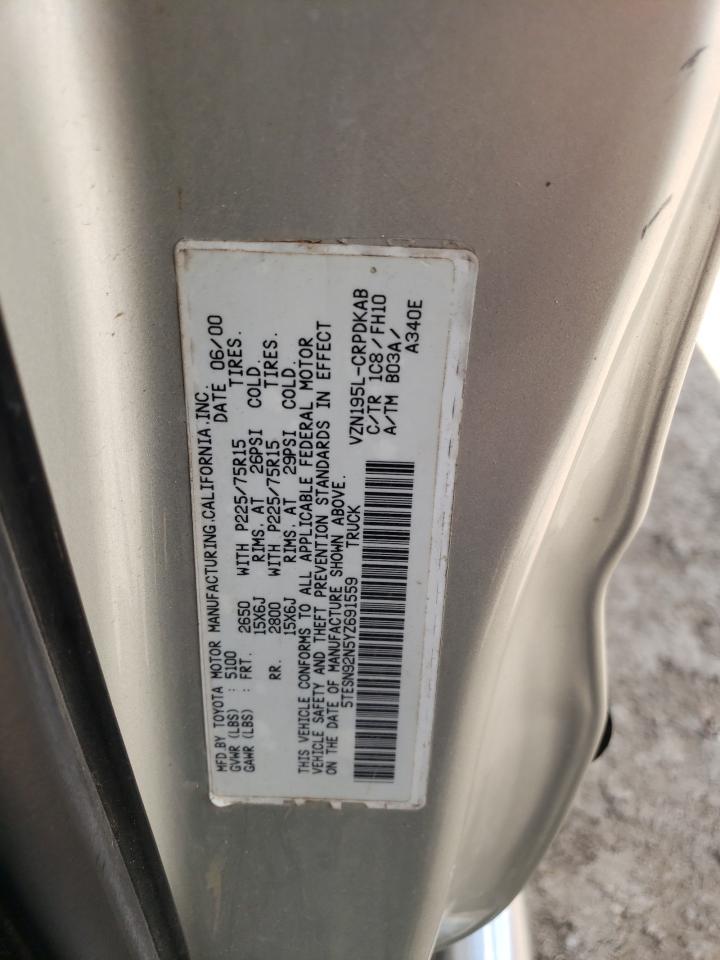 MFD BY TOYOTA MOTOR MANUFACTURING.CALIFORNIA.INC.
GVWR (LBS) : 5100 DATE 06/00
GAWR (LBS) : FRT. 2650 WITH P225/75R15 TIRES.
15X6J RIMS. AT 26PSI COLD.
RR. 2800 WITH P225/75R15 TIRES.
15X6J RIMS. AT 29PSI COLD.
THIS VEHICLE CONFORMS TO ALL APPLICABLE FEDERAL MOTOR
VEHICLE SAFETY AND THEFT PREVENTION STANDARDS IN EFFECT
ON THE DATE OF MANUFACTURE SHOWN ABOVE.
5TESN92N5YZ691559 TRUCK
VZN195L-CRPDKAB
C/TR 1C8/FH10
A/TM B03A/
A340E